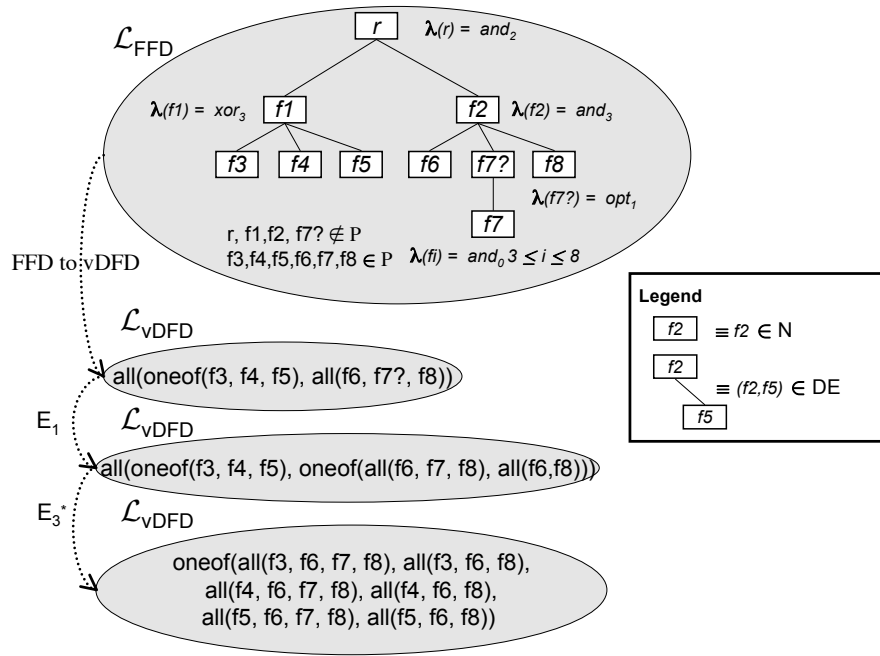 r
λ(r) = and₂
ℒFFD
λ(f1) = xor₃
f1
f2
λ(f2) = and₃
f3
f4
f5
f6
f7?
f8
λ(f7?) = opt₁
f7
r, f1,f2, f7? ∉ P
f3,f4,f5,f6,f7,f8 ∈ P
λ(fi) = and₀ 3 ≤ i ≤ 8
FFD to vDFD
Legend
f2
≡ f2 ∈ N
f2
≡ (f2,f5) ∈ DE
f5
ℒvDFD
all(oneof(f3, f4, f5), all(f6, f7?, f8))
E₁
ℒvDFD
all(oneof(f3, f4, f5), oneof(all(f6, f7, f8), all(f6,f8)))
E₃*
ℒvDFD
oneof(all(f3, f6, f7, f8), all(f3, f6, f8),
all(f4, f6, f7, f8), all(f4, f6, f8),
all(f5, f6, f7, f8), all(f5, f6, f8))